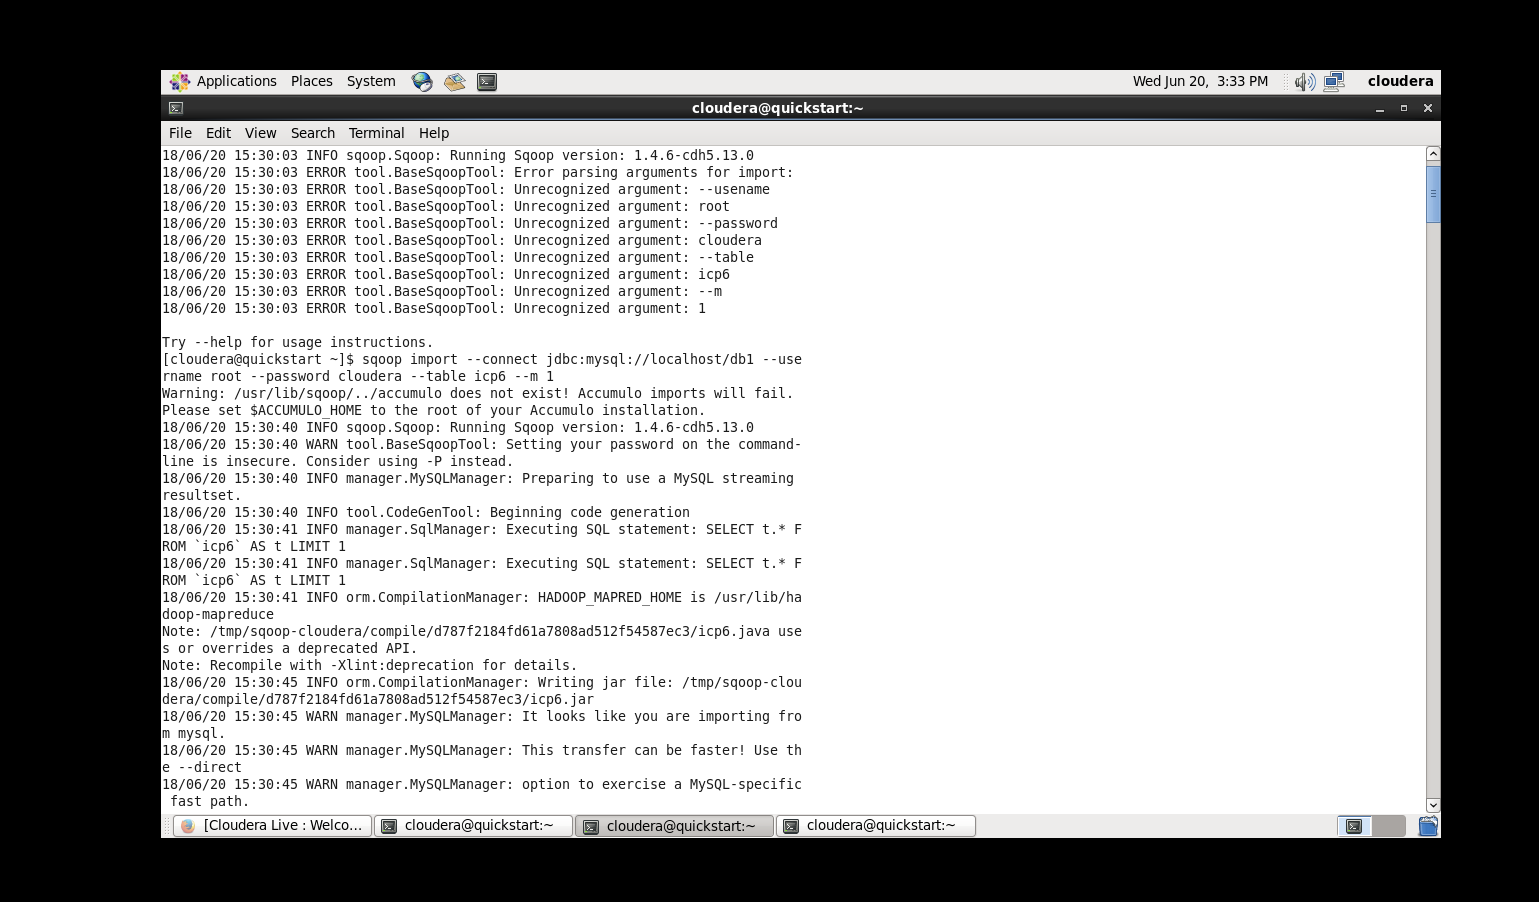 Applications Places System Wed Jun 20, 3:33 PM cloudera
cloudera@quickstart:~
File Edit View Search Terminal Help
18/06/20 15:30:03 INFO sqoop.Sqoop: Running Sqoop version: 1.4.6-cdh5.13.0
18/06/20 15:30:03 ERROR tool.BaseSqoopTool: Error parsing arguments for import:
18/06/20 15:30:03 ERROR tool.BaseSqoopTool: Unrecognized argument: --usename
18/06/20 15:30:03 ERROR tool.BaseSqoopTool: Unrecognized argument: root
18/06/20 15:30:03 ERROR tool.BaseSqoopTool: Unrecognized argument: --password
18/06/20 15:30:03 ERROR tool.BaseSqoopTool: Unrecognized argument: cloudera
18/06/20 15:30:03 ERROR tool.BaseSqoopTool: Unrecognized argument: --table
18/06/20 15:30:03 ERROR tool.BaseSqoopTool: Unrecognized argument: icp6
18/06/20 15:30:03 ERROR tool.BaseSqoopTool: Unrecognized argument: --m
18/06/20 15:30:03 ERROR tool.BaseSqoopTool: Unrecognized argument: 1
Try --help for usage instructions.
[cloudera@quickstart ~]$ sqoop import --connect jdbc:mysql://localhost/db1 --use
rname root --password cloudera --table icp6 --m 1
Warning: /usr/lib/sqoop/../accumulo does not exist! Accumulo imports will fail.
Please set $ACCUMULO_HOME to the root of your Accumulo installation.
18/06/20 15:30:40 INFO sqoop.Sqoop: Running Sqoop version: 1.4.6-cdh5.13.0
18/06/20 15:30:40 WARN tool.BaseSqoopTool: Setting your password on the command-
line is insecure. Consider using -P instead.
18/06/20 15:30:40 INFO manager.MySQLManager: Preparing to use a MySQL streaming
resultset.
18/06/20 15:30:40 INFO tool.CodeGenTool: Beginning code generation
18/06/20 15:30:41 INFO manager.SqlManager: Executing SQL statement: SELECT t.* F
ROM `icp6` AS t LIMIT 1
18/06/20 15:30:41 INFO manager.SqlManager: Executing SQL statement: SELECT t.* F
ROM `icp6` AS t LIMIT 1
18/06/20 15:30:41 INFO orm.CompilationManager: HADOOP_MAPRED_HOME is /usr/lib/ha
doop-mapreduce
Note: /tmp/sqoop-cloudera/compile/d787f2184fd61a7808ad512f54587ec3/icp6.java use
s or overrides a deprecated API.
Note: Recompile with -Xlint:deprecation for details.
18/06/20 15:30:45 INFO orm.CompilationManager: Writing jar file: /tmp/sqoop-clou
dera/compile/d787f2184fd61a7808ad512f54587ec3/icp6.jar
18/06/20 15:30:45 WARN manager.MySQLManager: It looks like you are importing fro
m mysql.
18/06/20 15:30:45 WARN manager.MySQLManager: This transfer can be faster! Use th
e --direct
18/06/20 15:30:45 WARN manager.MySQLManager: option to exercise a MySQL-specific
 fast path.
[Cloudera Live : Welco... cloudera@quickstart:~ cloudera@quickstart:~ cloudera@quickstart:~